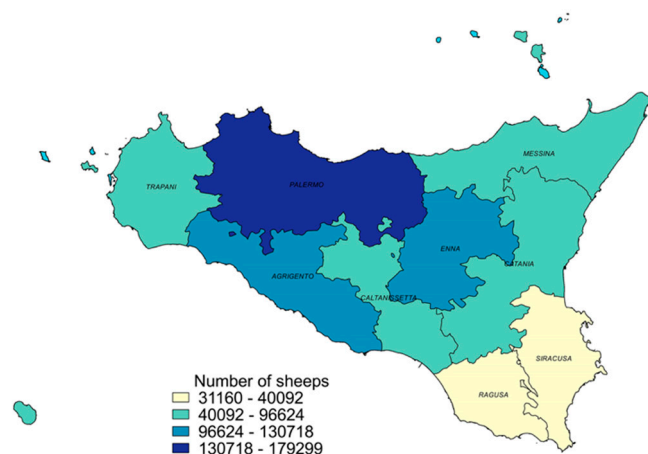 MESSINA
TRAPANI
PALERMO
ENNA
CATANIA
AGRIGENTO
CALTANISSETTA
SIRACUSA
RAGUSA
Number of sheeps
31160 - 40092
40092 - 96624
96624 - 130718
130718 - 179299